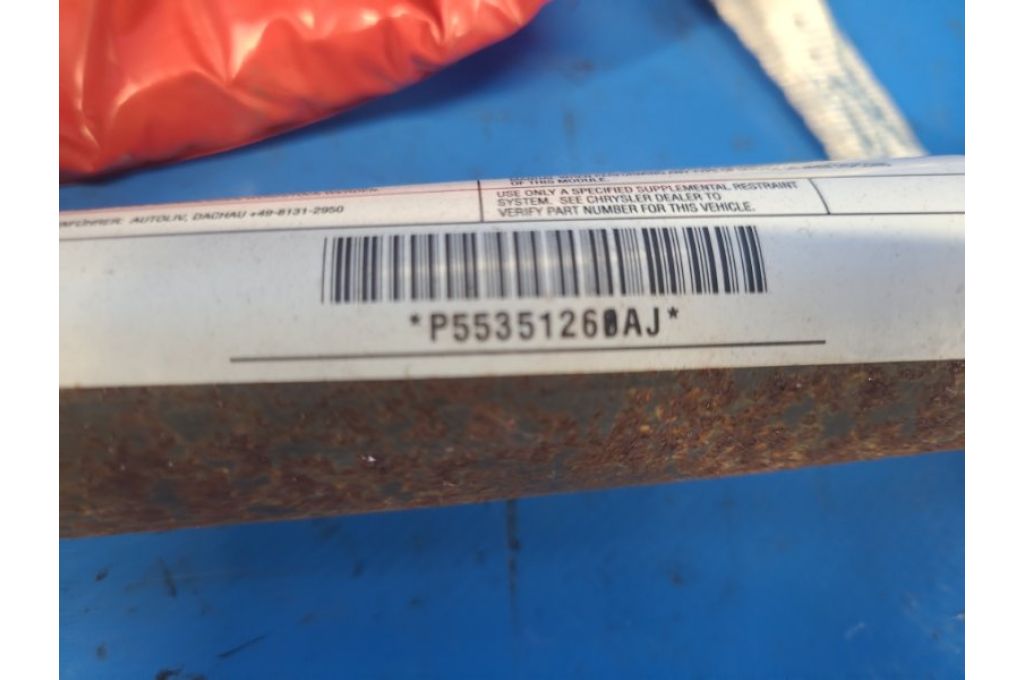 OF THIS MODULE.
USE ONLY A SPECIFIED SUPPLEMENTAL RESTRAINT
SYSTEM. SEE CHRYSLER DEALER TO
VERIFY PART NUMBER FOR THIS VEHICLE.
AUTOLIV, DACHAU +49-8131-2950
*P55351260AJ*